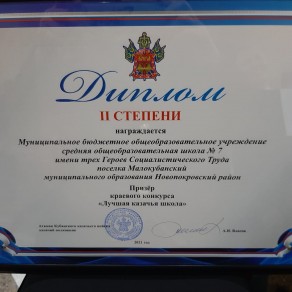 Диплом
II СТЕПЕНИ
награждается
Муниципальное бюджетное общеобразовательное учреждение
средняя общеобразовательная школа № 7
имени трех Героев Социалистического Труда
поселка Малокубанский
муниципального образования Новопокровский район
Призёр
краевого конкурса
«Лучшая казачья школа»